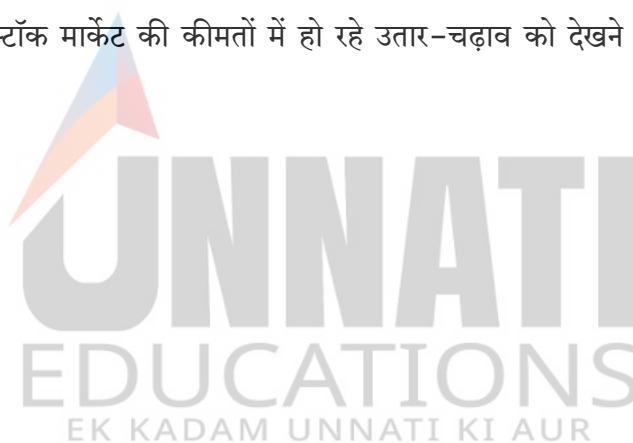 स्टॉक मार्केट की कीमतों में हो रहे उतार-चढ़ाव को देखने
UNNATI
EDUCATIONS
EK KADAM UNNATI KI AUR